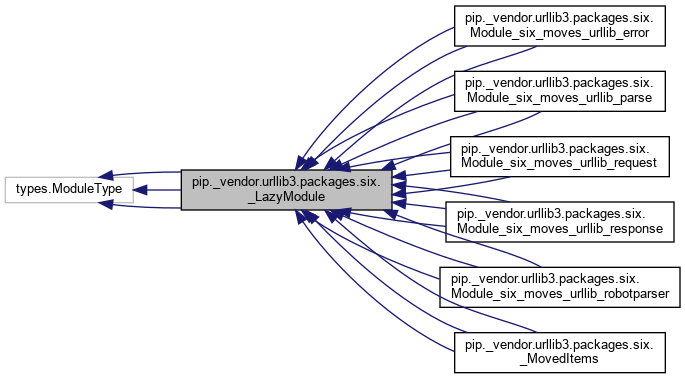 pip._vendor.urllib3.packages.six.
Module_six_moves_urllib_error
pip._vendor.urllib3.packages.six.
Module_six_moves_urllib_parse
pip._vendor.urllib3.packages.six.
Module_six_moves_urllib_request
types.ModuleType
pip._vendor.urllib3.packages.six.
_LazyModule
pip._vendor.urllib3.packages.six.
Module_six_moves_urllib_response
pip._vendor.urllib3.packages.six.
Module_six_moves_urllib_robotparser
pip._vendor.urllib3.packages.six.
_MovedItems